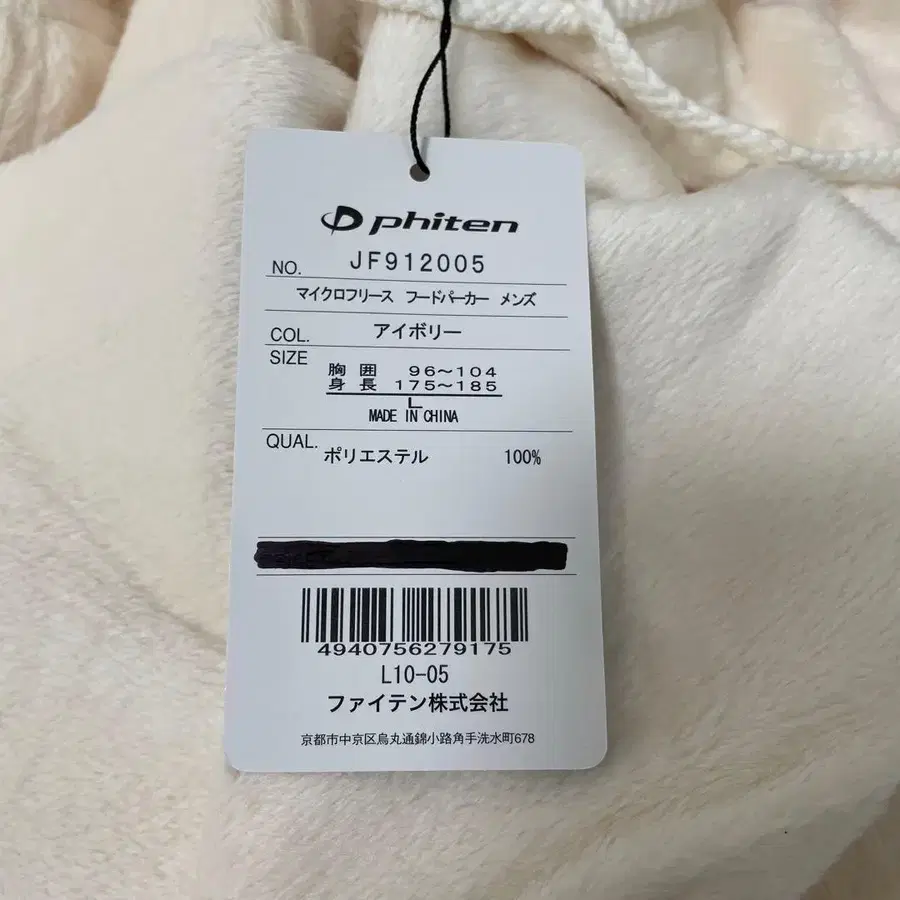 phiten
NO. JF912005
マイクロフリース フードパーカー メンズ
COL. アイボリー
SIZE
胸囲 96～104
身長 175～185
L
MADE IN CHINA
QUAL. ポリエステル 100%
4940756279175
L10-05
ファイテン株式会社
京都市中京区烏丸通錦小路角手洗水町678